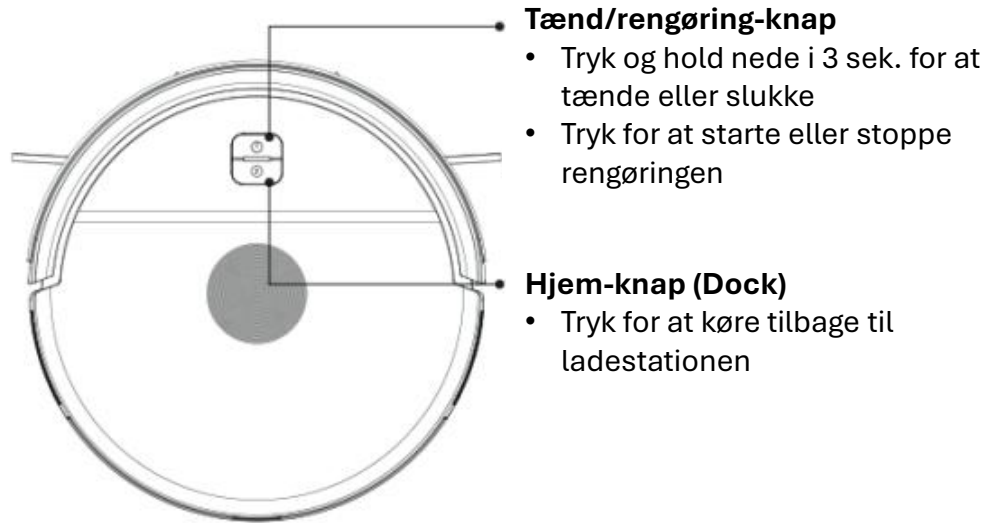 Tænd/rengøring-knap
• Tryk og hold nede i 3 sek. for at
tænde eller slukke
• Tryk for at starte eller stoppe
rengøringen
Hjem-knap (Dock)
• Tryk for at køre tilbage til
ladestationen